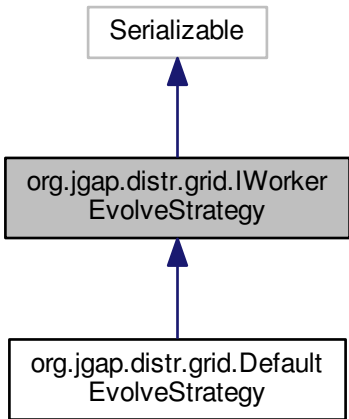 Serializable
org.jgap.distr.grid.IWorker
EvolveStrategy
org.jgap.distr.grid.Default
EvolveStrategy